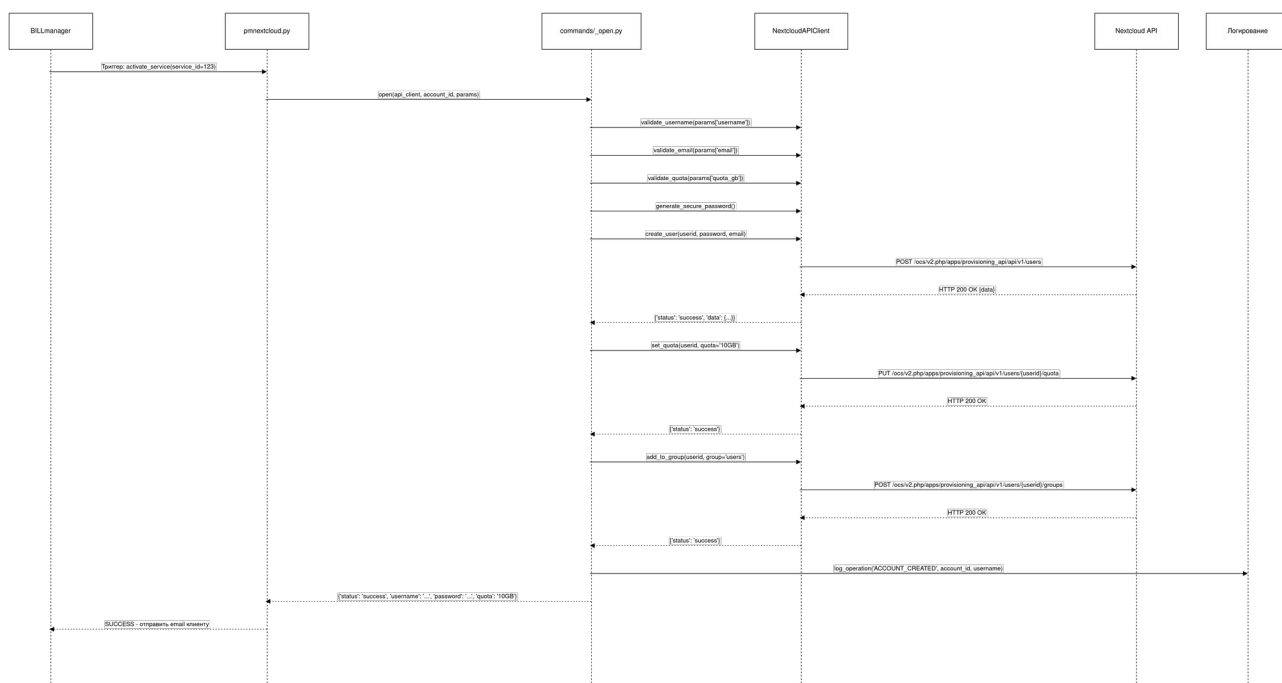 BILLmanager
pmnextcloud.py
commands/_open.py
NextcloudAPIClient
Nextcloud API
Логирование
Триггер: activate_service(service_id=123)
open(api_client, account_id, params)
validate_username(params['username'])
validate_email(params['email'])
validate_quota(params['quota_gb'])
generate_secure_password()
create_user(userid, password, email)
POST /ocs/v2.php/apps/provisioning_api/api/v1/users
HTTP 200 OK {data}
{'status': 'success', 'data': {...}}
set_quota(userid, quota='10GB')
PUT /ocs/v2.php/apps/provisioning_api/api/v1/users/{userid}/quota
HTTP 200 OK
{'status': 'success'}
add_to_group(userid, group='users')
POST /ocs/v2.php/apps/provisioning_api/api/v1/users/{userid}/groups
HTTP 200 OK
{'status': 'success'}
log_operation('ACCOUNT_CREATED', account_id, username)
{'status': 'success', 'username': '...', 'password': '...', 'quota': '10GB'}
SUCCESS - отправить email клиенту